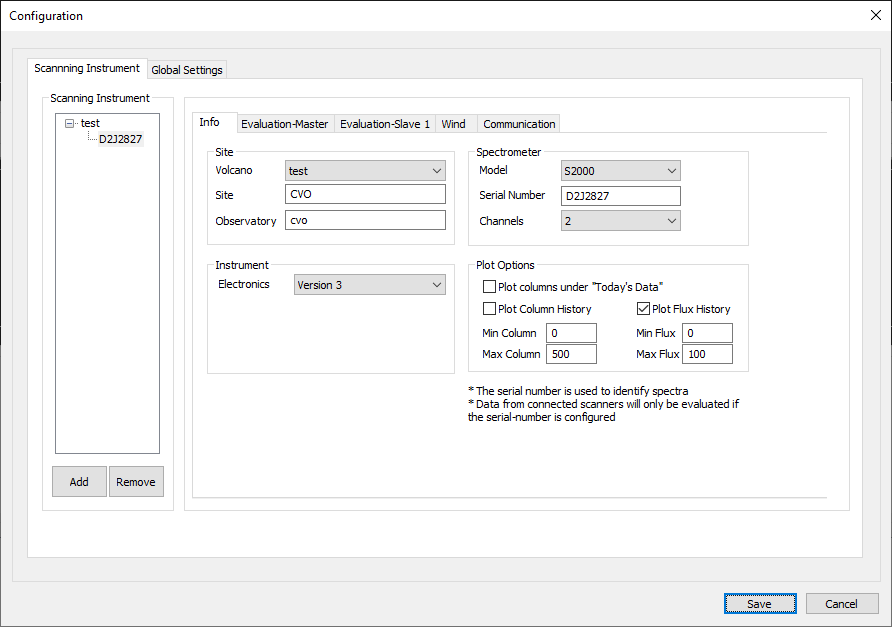 Configuration
Scannning Instrument
Global Settings
Scanning Instrument
test
D2J2827
Add
Remove
Info
Evaluation-Master
Evaluation-Slave 1
Wind
Communication
Site
Volcano
test
Site
CVO
Observatory
cvo
Instrument
Electronics
Version 3
Spectrometer
Model
S2000
Serial Number
D2J2827
Channels
2
Plot Options
Plot columns under "Today's Data"
Plot Column History
Plot Flux History
Min Column
0
Min Flux
0
Max Column
500
Max Flux
100
* The serial number is used to identify spectra
* Data from connected scanners will only be evaluated if
the serial-number is configured
Save
Cancel